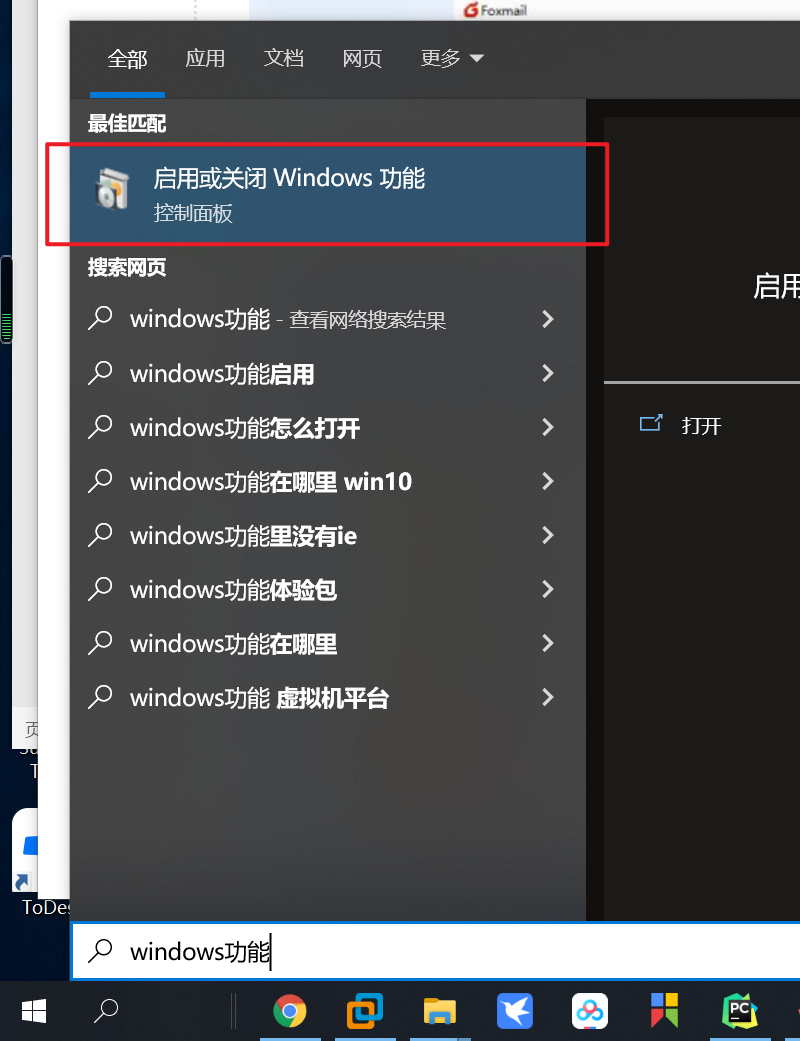 Foxmail
全部 应用 文档 网页 更多
最佳匹配
启用或关闭 Windows 功能
控制面板
搜索网页
windows功能 - 查看网络搜索结果
windows功能启用
windows功能怎么打开
windows功能在哪里 win10
windows功能里没有ie
windows功能体验包
windows功能在哪里
windows功能 虚拟机平台
启用
打开
页
T
ToDes
windows功能
PC